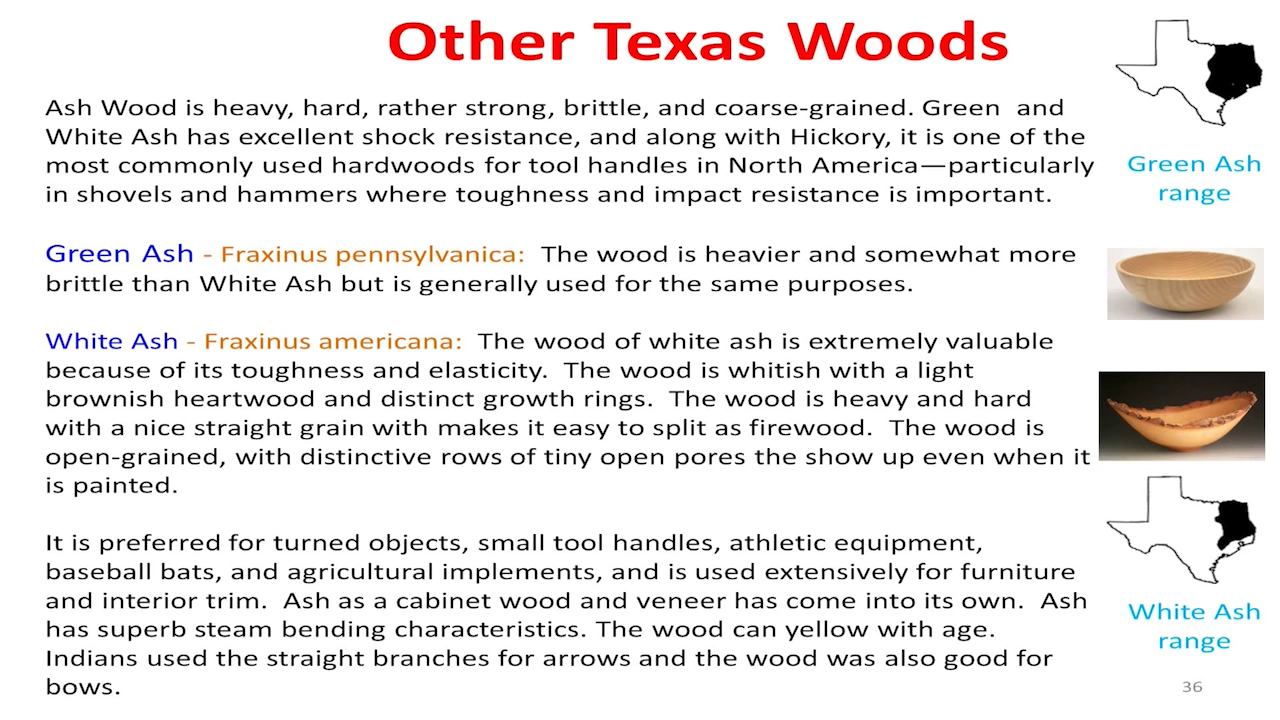 Other Texas Woods
Ash Wood is heavy, hard, rather strong, brittle, and coarse-grained. Green and
White Ash has excellent shock resistance, and along with Hickory, it is one of the
most commonly used hardwoods for tool handles in North America—particularly
in shovels and hammers where toughness and impact resistance is important.
Green Ash - Fraxinus pennsylvanica: The wood is heavier and somewhat more
brittle than White Ash but is generally used for the same purposes.
White Ash - Fraxinus americana: The wood of white ash is extremely valuable
because of its toughness and elasticity. The wood is whitish with a light
brownish heartwood and distinct growth rings. The wood is heavy and hard
with a nice straight grain with makes it easy to split as firewood. The wood is
open-grained, with distinctive rows of tiny open pores the show up even when it
is painted.
It is preferred for turned objects, small tool handles, athletic equipment,
baseball bats, and agricultural implements, and is used extensively for furniture
and interior trim. Ash as a cabinet wood and veneer has come into its own. Ash
has superb steam bending characteristics. The wood can yellow with age.
Indians used the straight branches for arrows and the wood was also good for
bows.
Green Ash
range
White Ash
range
36